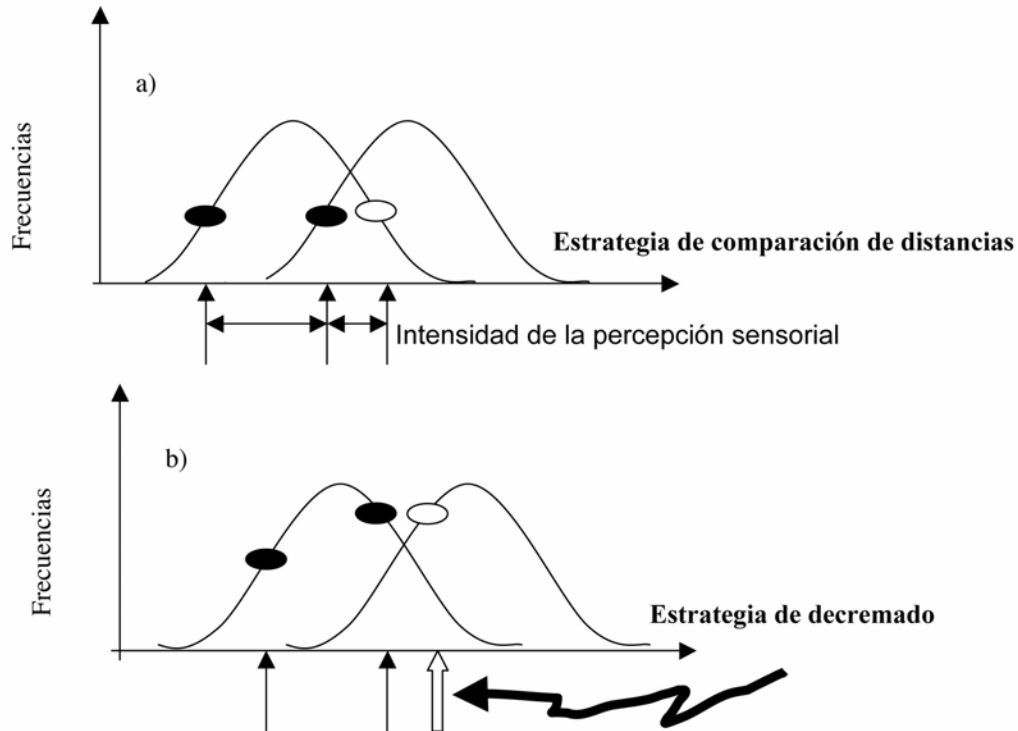 a)
Frecuencias
Estrategia de comparación de distancias
Intensidad de la percepción sensorial
b)
Frecuencias
Estrategia de decremado